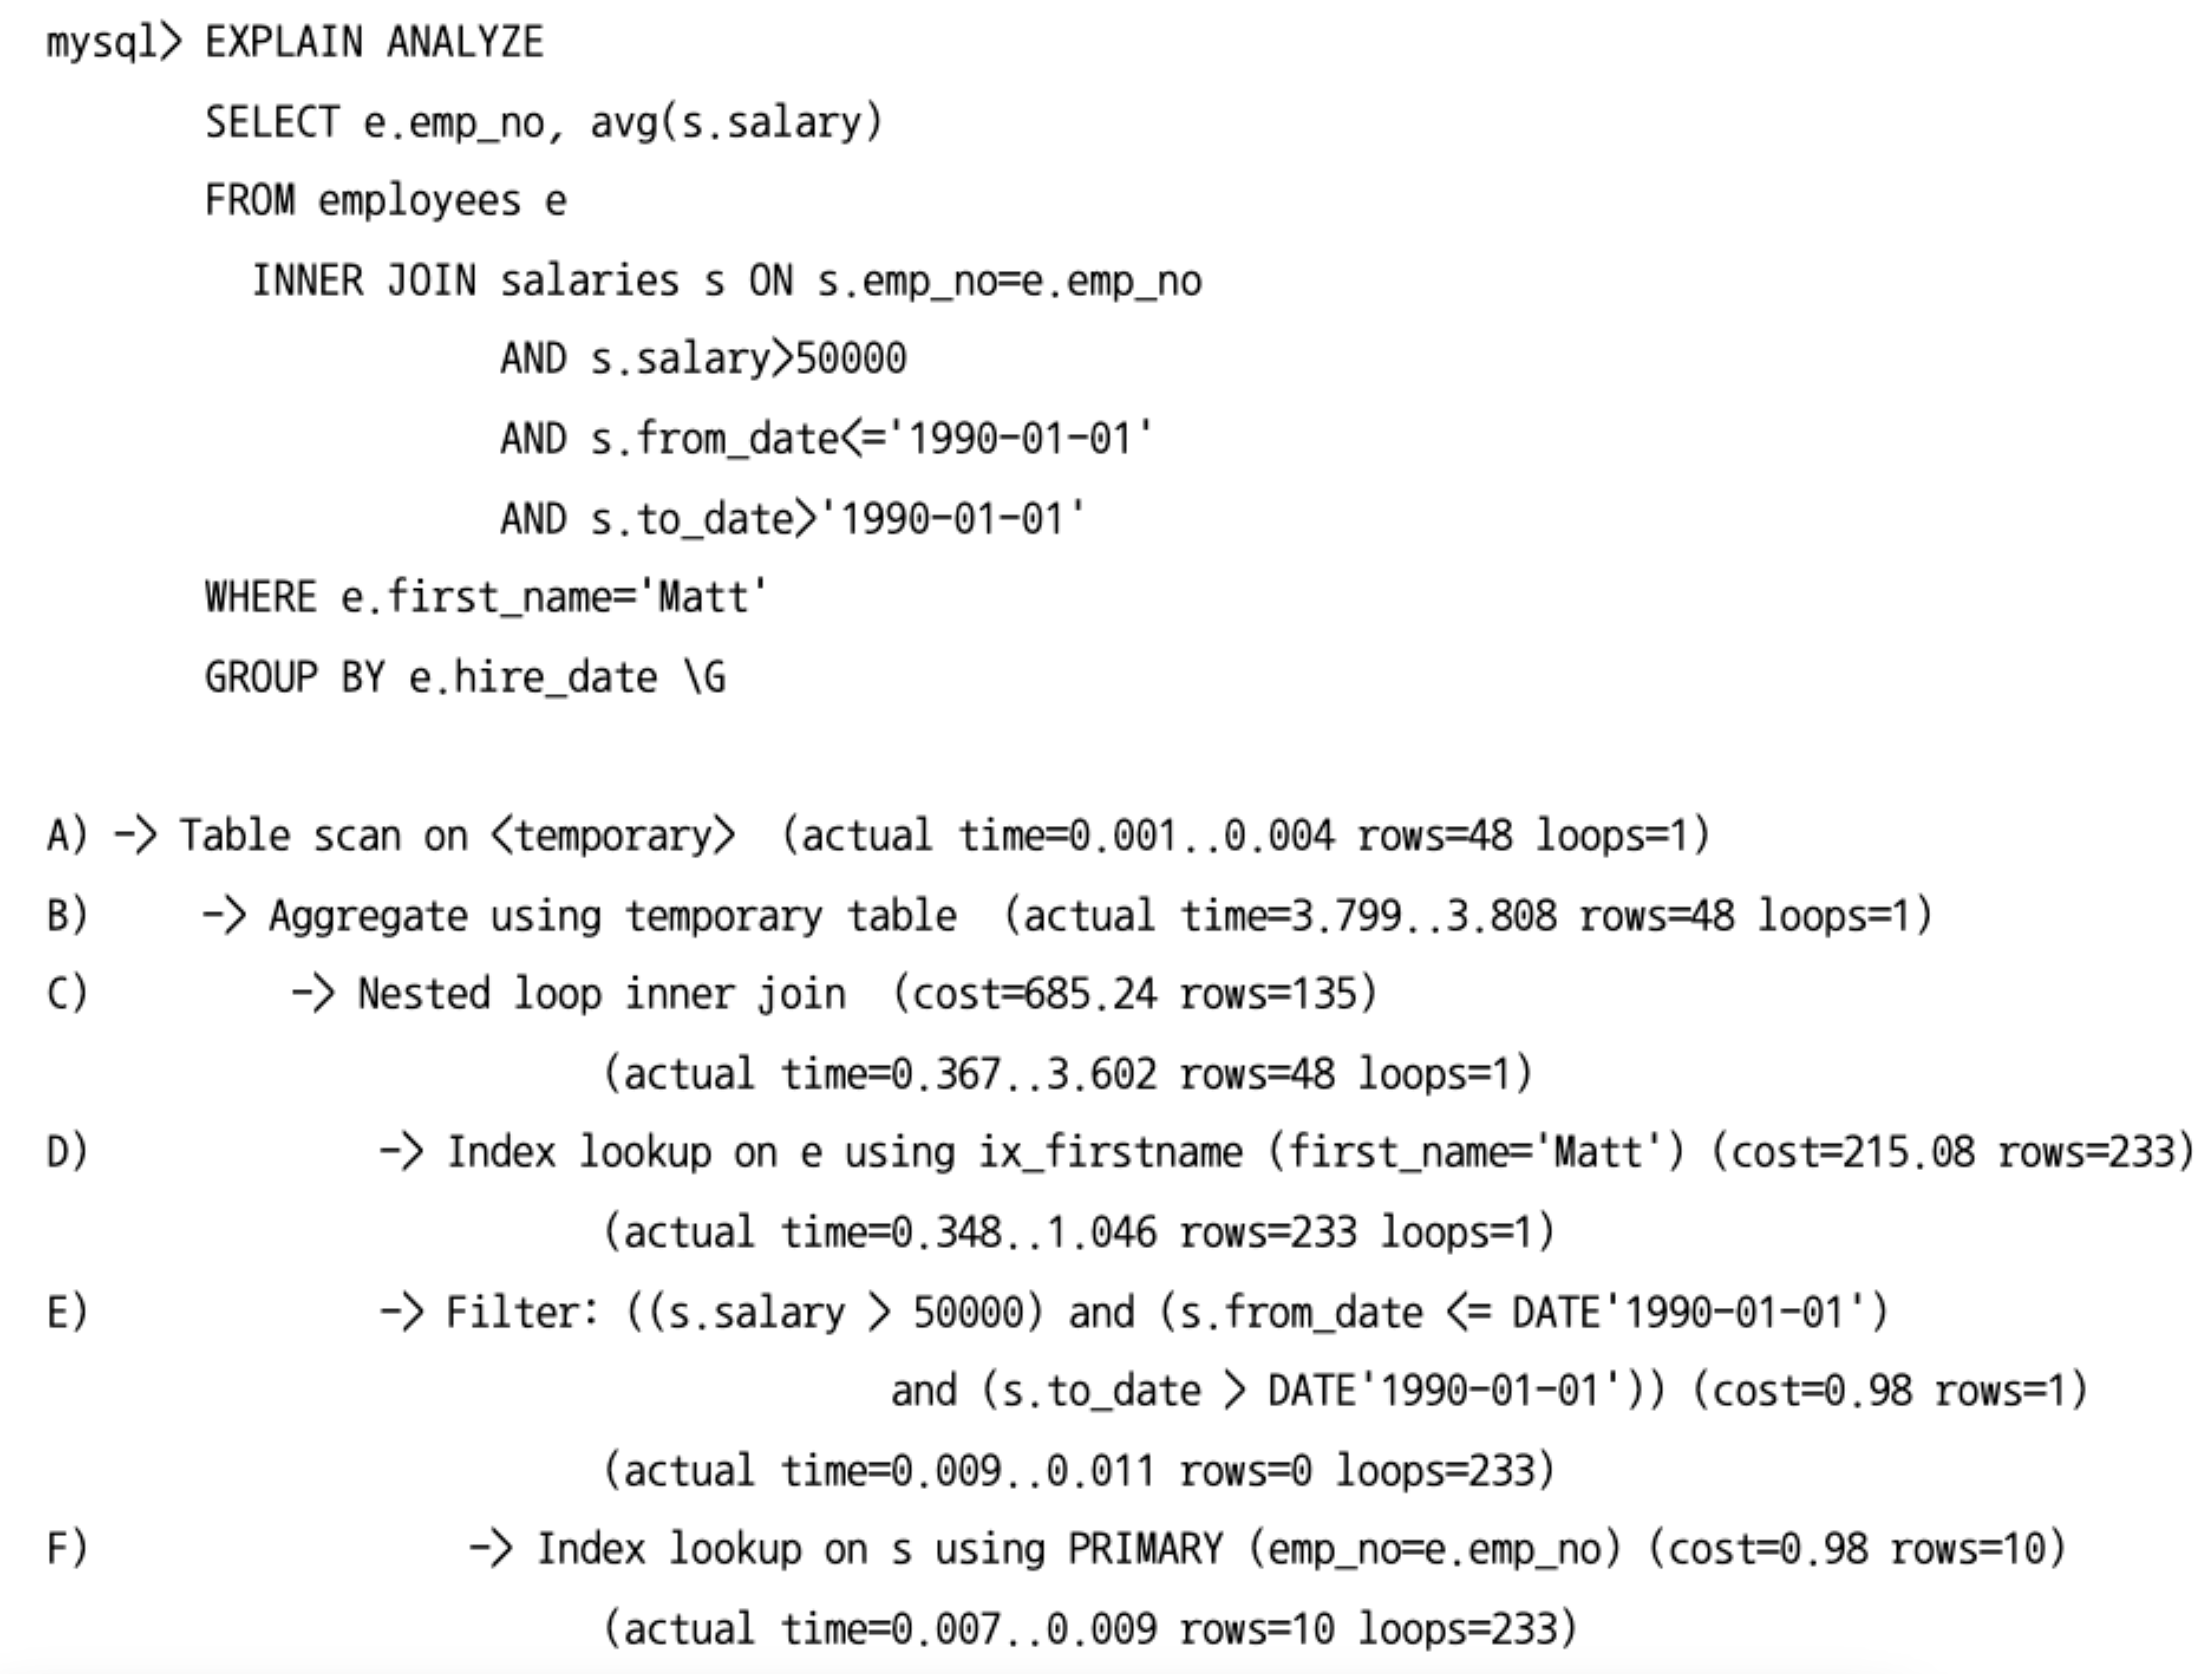 mysql> EXPLAIN ANALYZE
SELECT e.emp_no, avg(s.salary)
FROM employees e
INNER JOIN salaries s ON s.emp_no=e.emp_no
AND s.salary>50000
AND s.from_date<='1990-01-01'
AND s.to_date>'1990-01-01'
WHERE e.first_name='Matt'
GROUP BY e.hire_date \G
A) -> Table scan on <temporary> (actual time=0.001..0.004 rows=48 loops=1)
B) -> Aggregate using temporary table (actual time=3.799..3.808 rows=48 loops=1)
C) -> Nested loop inner join (cost=685.24 rows=135)
(actual time=0.367..3.602 rows=48 loops=1)
D) -> Index lookup on e using ix_firstname (first_name='Matt') (cost=215.08 rows=233)
(actual time=0.348..1.046 rows=233 loops=1)
E) -> Filter: ((s.salary > 50000) and (s.from_date <= DATE'1990-01-01')
and (s.to_date > DATE'1990-01-01')) (cost=0.98 rows=1)
(actual time=0.009..0.011 rows=0 loops=233)
F) -> Index lookup on s using PRIMARY (emp_no=e.emp_no) (cost=0.98 rows=10)
(actual time=0.007..0.009 rows=10 loops=233)